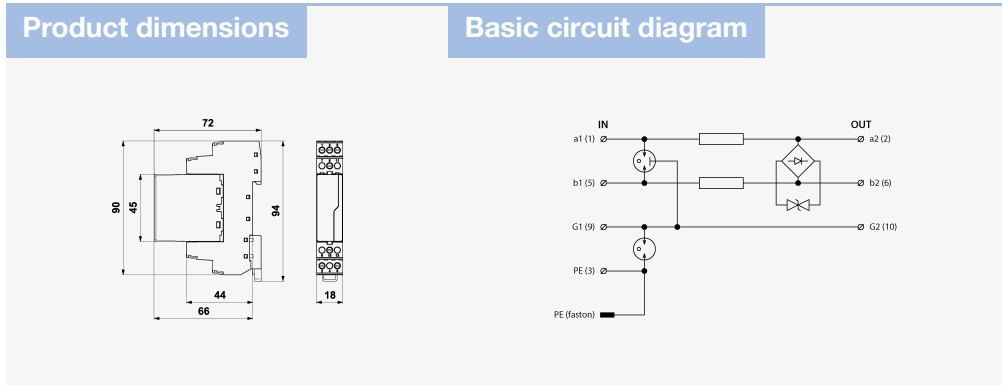 Product dimensions
Basic circuit diagram
72
90
45
94
44
66
18
IN
OUT
a1 (1)
a2 (2)
b1 (5)
b2 (6)
G1 (9)
G2 (10)
PE (3)
PE (faston)